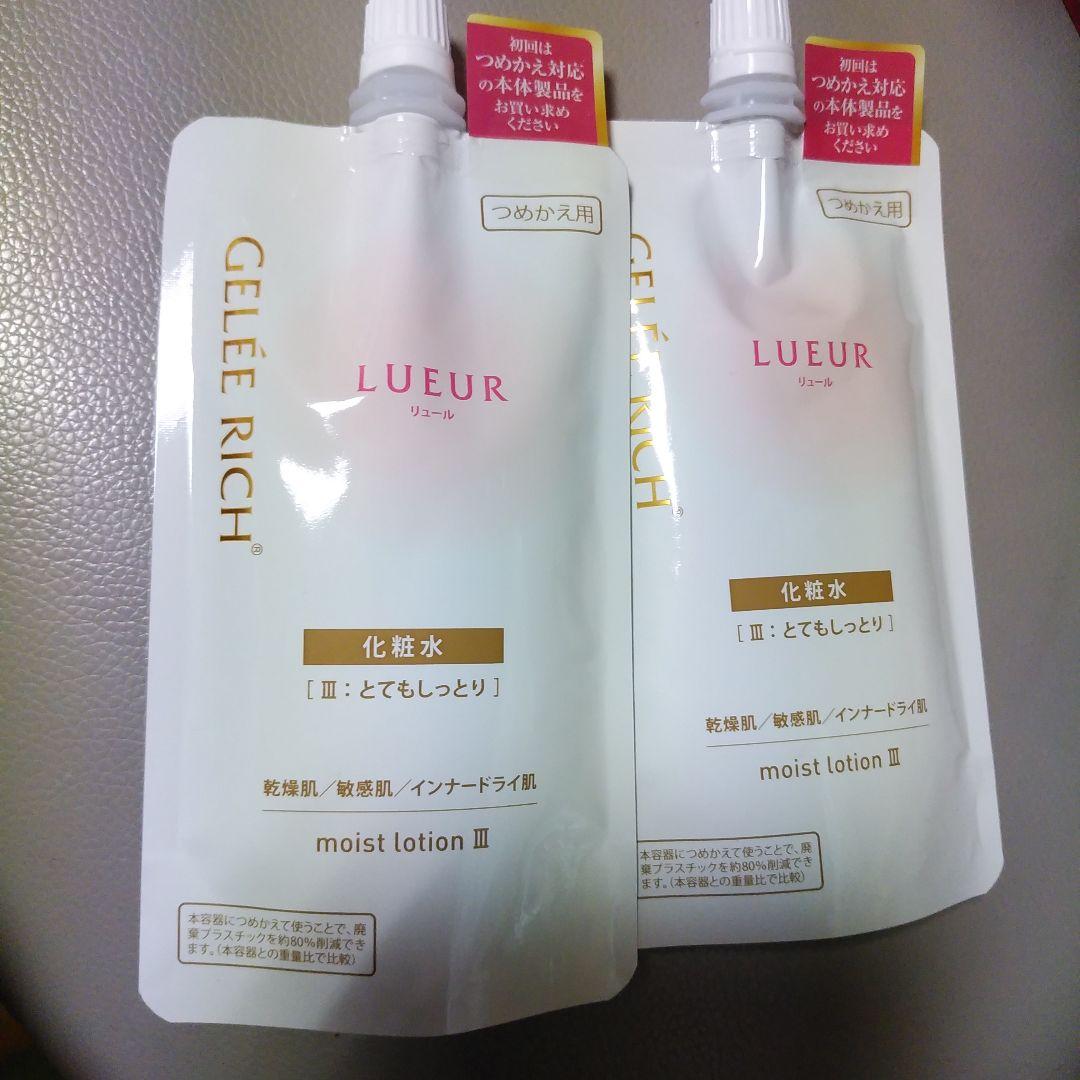 初回は
つめかえ対応
の本体製品を
お買い求め
ください
つめかえ用
GELÉE RICH®
LUEUR
リュール
化粧水
[Ⅲ:とてもしっとり]
乾燥肌/敏感肌/インナードライ肌
moist lotion Ⅲ
本容器につめかえて使うことで、廃
棄プラスチックを約80%削減でき
ます。(本容器との重量比で比較)
初回は
つめかえ対応
の本体製品を
お買い求め
ください
つめかえ用
GELÉE RICH®
LUEUR
リュール
化粧水
[Ⅲ:とてもしっとり]
乾燥肌/敏感肌/インナードライ肌
moist lotion Ⅲ
本容器につめかえて使うことで、廃
棄プラスチックを約80%削減でき
ます。(本容器との重量比で比較)